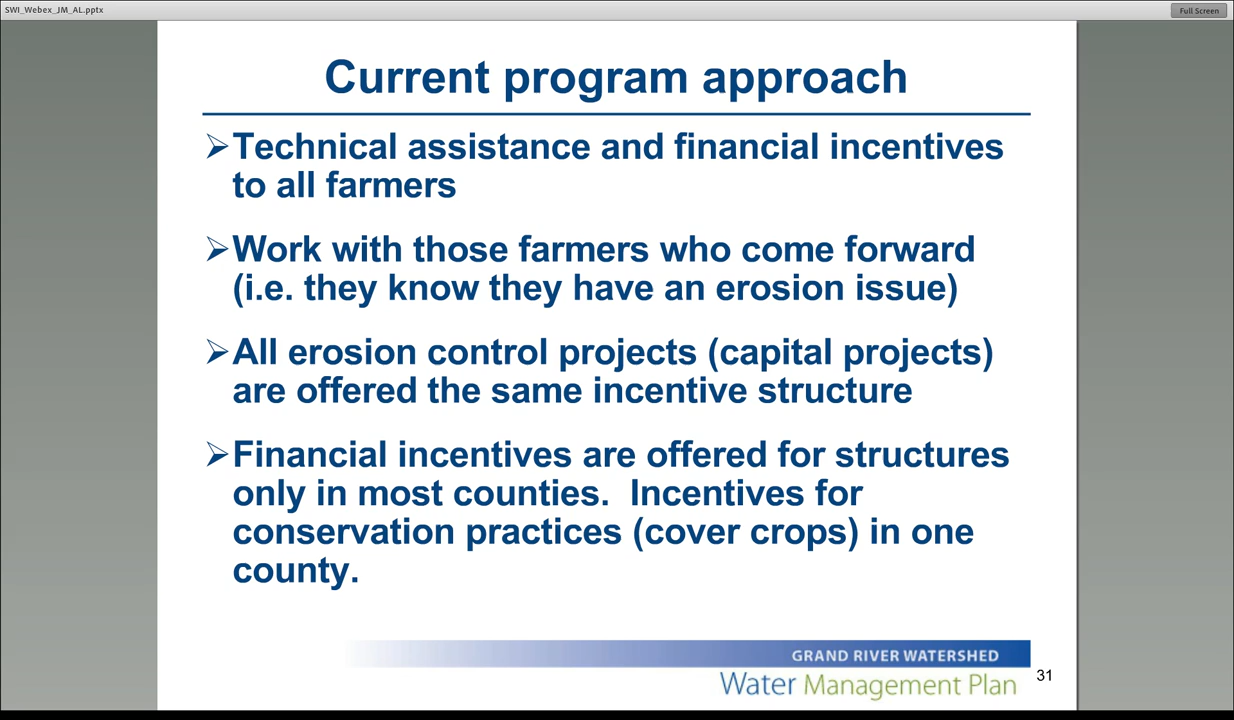 SWI_Webex_JM_AL.pptx
Full Screen
Current program approach
➢Technical assistance and financial incentives
to all farmers
➢Work with those farmers who come forward
(i.e. they know they have an erosion issue)
➢All erosion control projects (capital projects)
are offered the same incentive structure
➢Financial incentives are offered for structures
only in most counties.  Incentives for
conservation practices (cover crops) in one
county.
GRAND RIVER WATERSHED
Water Management Plan
31